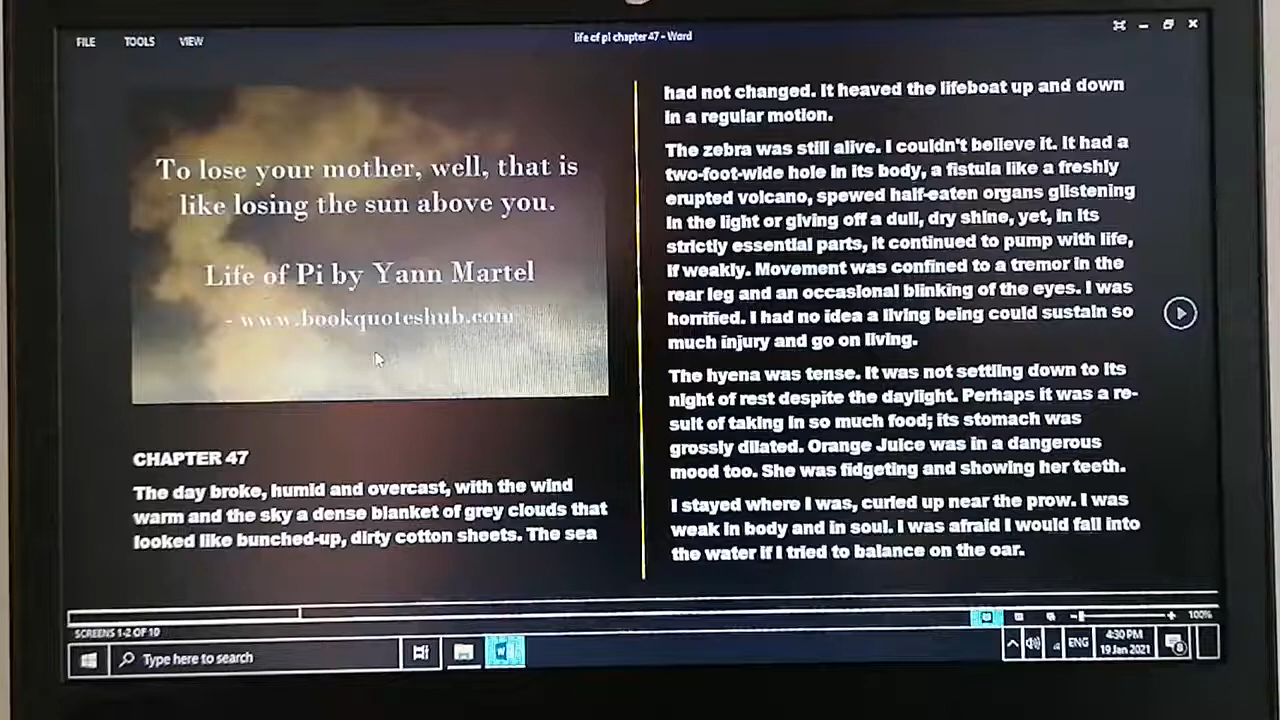 FILE TOOLS VIEW
life of pi chapter 47 - Word
To lose your mother, well, that is
like losing the sun above you.
Life of Pi by Yann Martel
- www.bookquoteshub.com
CHAPTER 47
The day broke, humid and overcast, with the wind
warm and the sky a dense blanket of grey clouds that
looked like bunched-up, dirty cotton sheets. The sea
had not changed. It heaved the lifeboat up and down
in a regular motion.
The zebra was still alive. I couldn't believe it. It had a
two-foot-wide hole in its body, a fistula like a freshly
erupted volcano, spewed half-eaten organs glistening
in the light or giving off a dull, dry shine, yet, in its
strictly essential parts, it continued to pump with life,
if weakly. Movement was confined to a tremor in the
rear leg and an occasional blinking of the eyes. I was
horrified. I had no idea a living being could sustain so
much injury and go on living.
The hyena was tense. It was not settling down to its
night of rest despite the daylight. Perhaps it was a re-
sult of taking in so much food; its stomach was
grossly dilated. Orange Juice was in a dangerous
mood too. She was fidgeting and showing her teeth.
I stayed where I was, curled up near the prow. I was
weak in body and in soul. I was afraid I would fall into
the water if I tried to balance on the oar.
SCREENS 1-2 OF 10
100%
Type here to search
ENG
4:30 PM
19 Jan 2021
8